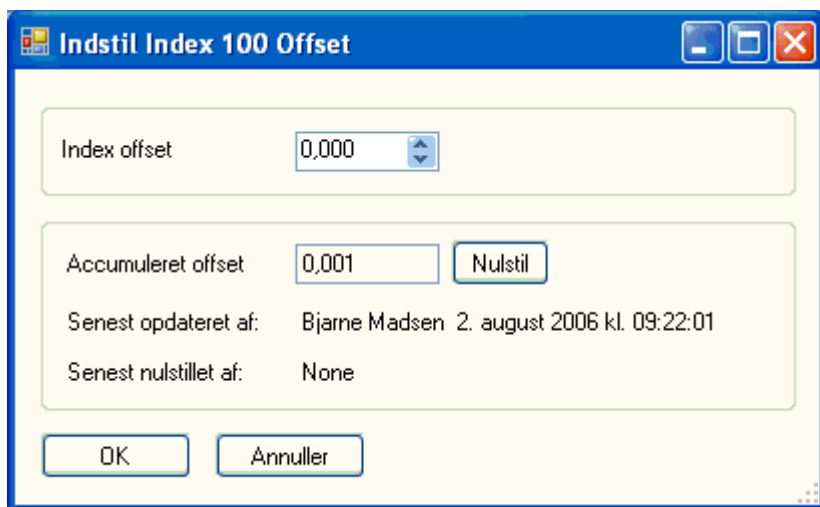 Indstil Index 100 Offset
Index offset 0,000
Accumuleret offset 0,001 Nulstil
Senest opdateret af: Bjarne Madsen 2. august 2006 kl. 09:22:01
Senest nulstillet af: None
OK Annuller